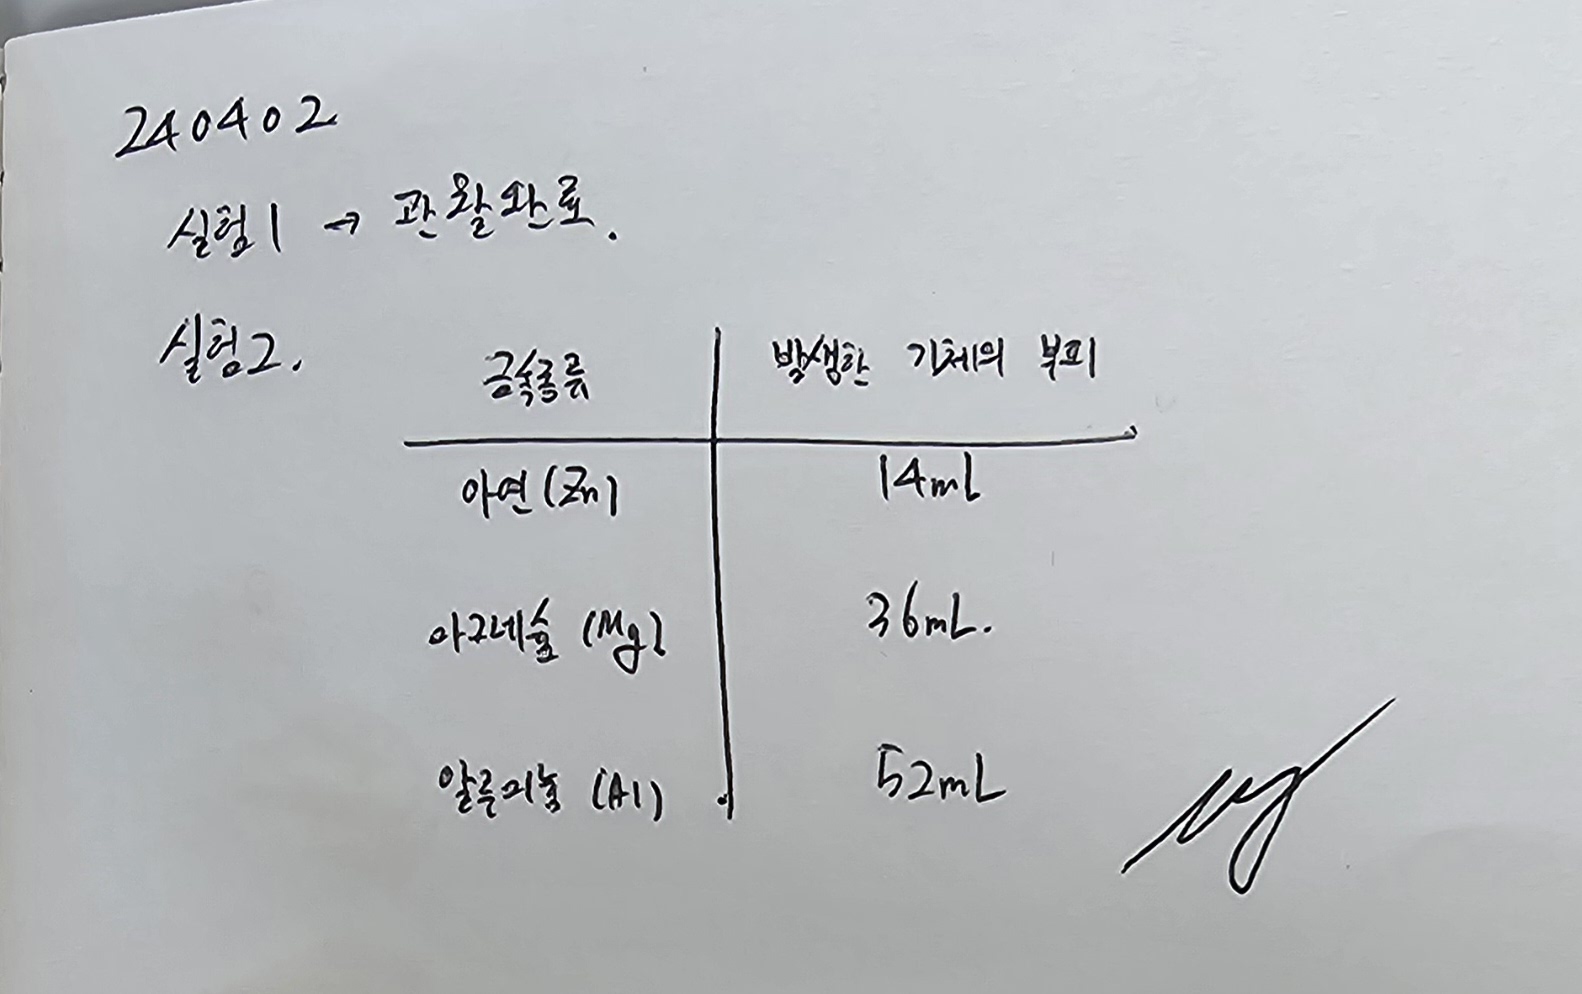 240402
실험1 → 관찰완료.
실험2.
금속종류 발생한 기체의 부피
아연(Zn) 14mL
마그네슘 (Mg) 36mL.
알루미늄 (Al) 52mL